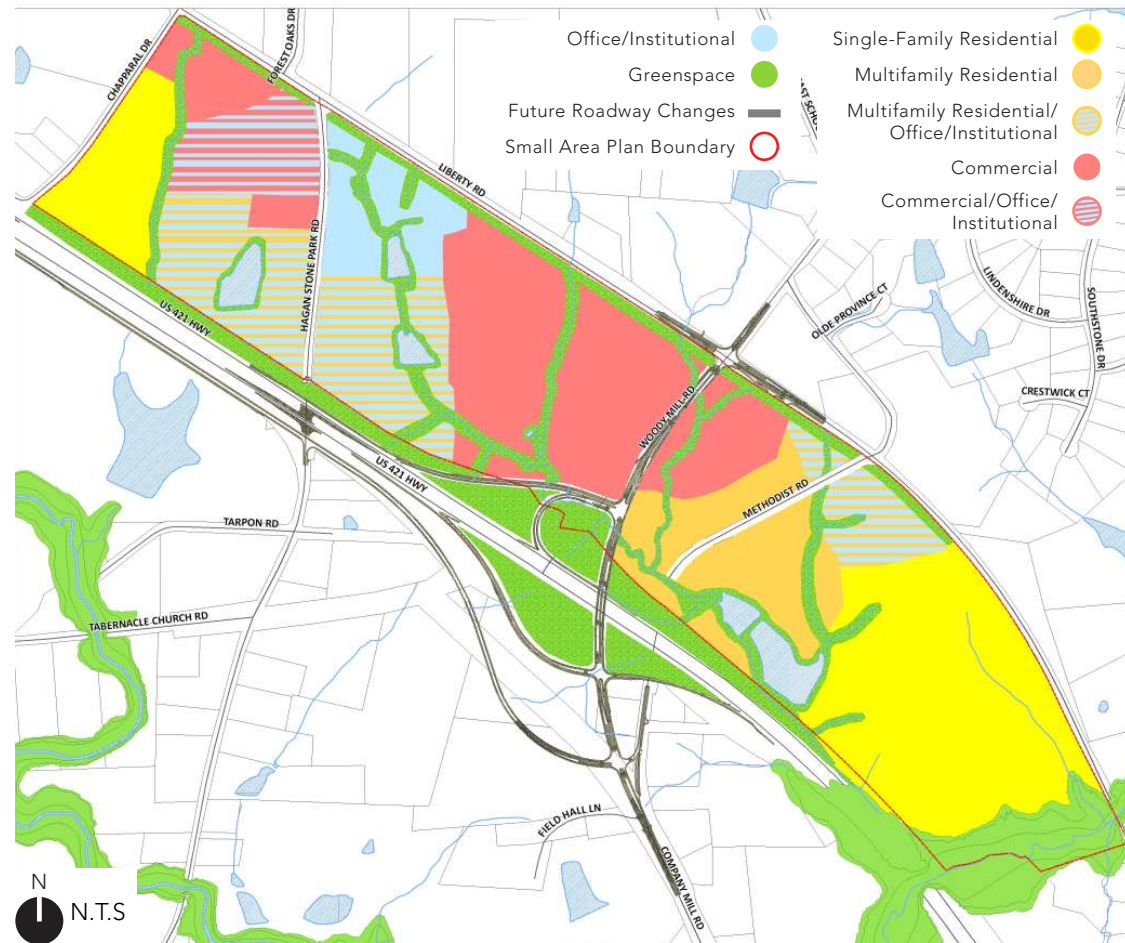 Office/Institutional
Greenspace
Future Roadway Changes
Small Area Plan Boundary
Single-Family Residential
Multifamily Residential
Multifamily Residential/
Office/Institutional
Commercial
Commercial/Office/
Institutional
CHAPPARAL DR
FOREST OAKS DR
LIBERTY RD
HAGAN STONE PARK RD
US 421 HWY
US 421 HWY
WOODY MILL RD
METHODIST RD
OLDE PROVINCE CT
LINDENSHIRE DR
SOUTHSTONE DR
CRESTWICK CT
TARPON RD
TABERNACLE CHURCH RD
FIELD HALL LN
COMPANY MILL RD
N
N.T.S